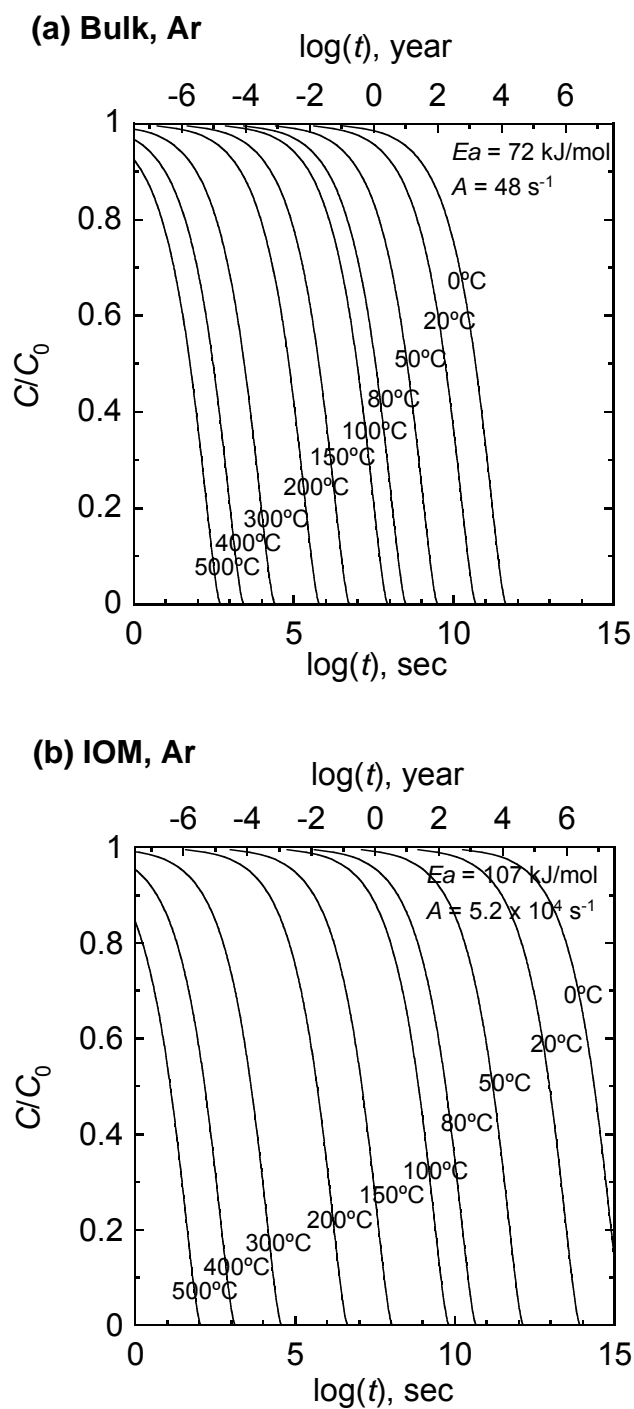 (a) Bulk, Ar
log(t), year
-6 -4 -2 0 2 4 6
1
Ea = 72 kJ/mol
A = 48 s⁻¹
0.8
0ºC
0.6
20ºC
50ºC
C/C₀
80ºC
0.4
100ºC
150ºC
200ºC
0.2
300ºC
400ºC
500ºC
0
0 5 10 15
log(t), sec
(b) IOM, Ar
log(t), year
-6 -4 -2 0 2 4 6
1
Ea = 107 kJ/mol
A = 5.2 x 10⁴ s⁻¹
0.8
0ºC
0.6
20ºC
50ºC
C/C₀
80ºC
0.4
100ºC
150ºC
200ºC
0.2
300ºC
400ºC
500ºC
0
0 5 10 15
log(t), sec